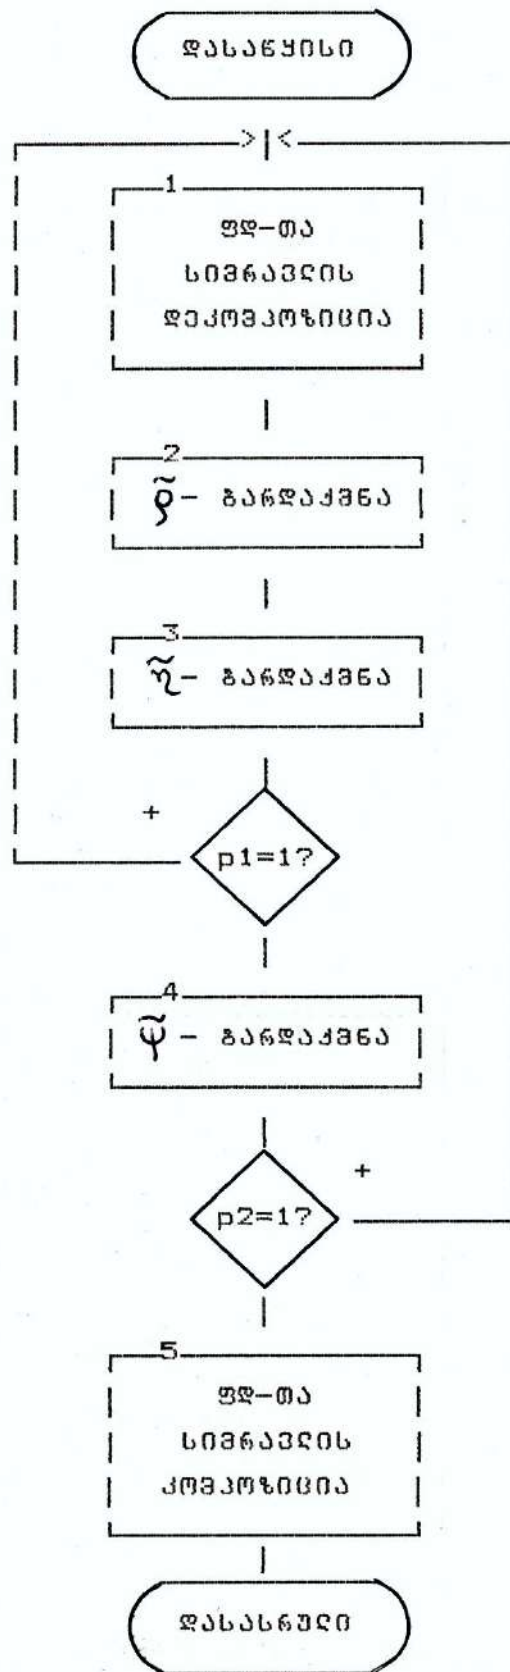 დასაწყისი
> | <
1
ფდ-თა
სიმრავლის
დეკომპოზიცია
2
ρ̃ - გარდაქმნა
3
- გარდაქმნა
+
p1=1?
4
ψ̃ - გარდაქმნა
+
p2=1?
5
ფდ-თა
სიმრავლის
კომპოზიცია
დასასრული